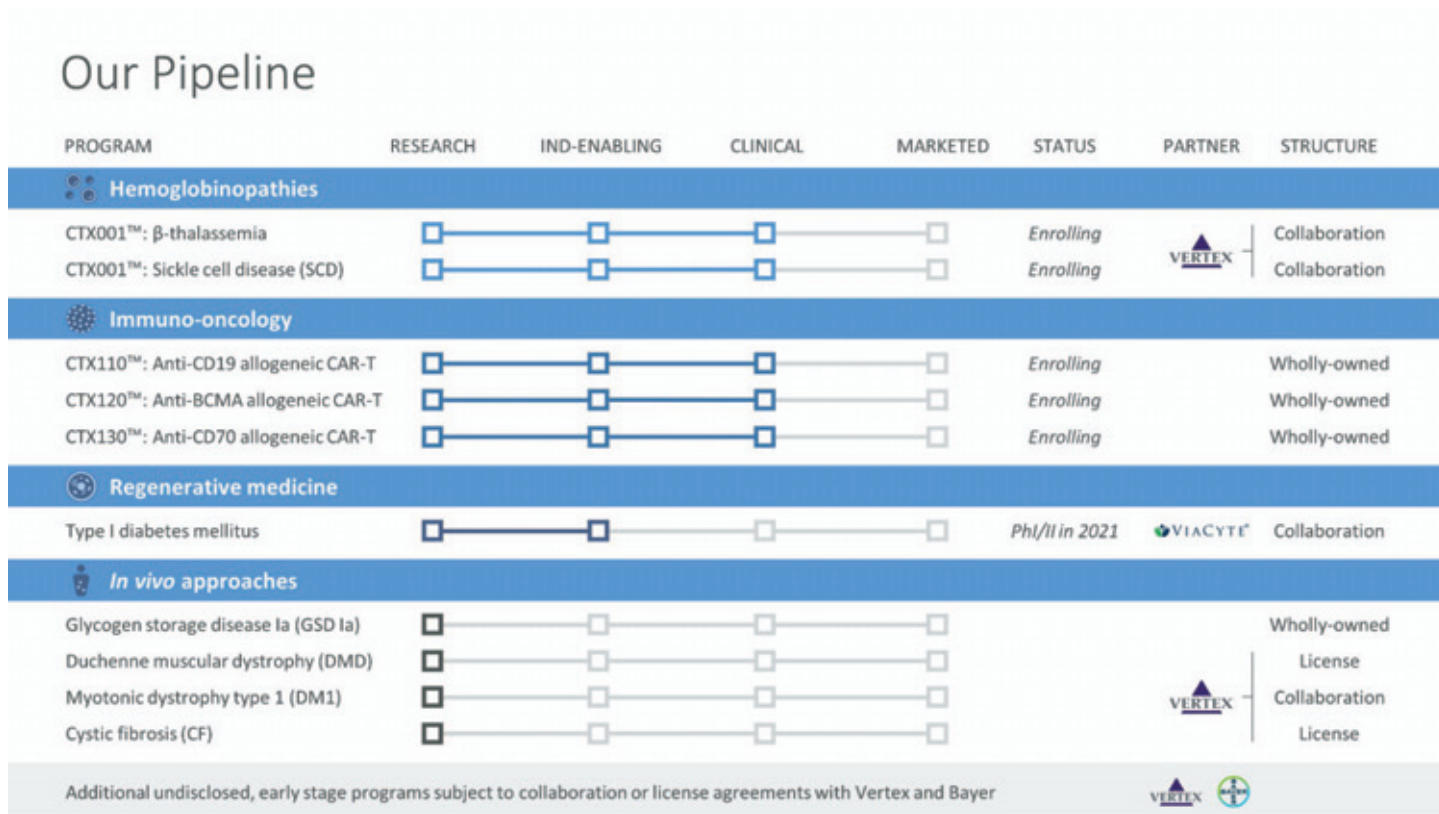 Our Pipeline
PROGRAM RESEARCH IND-ENABLING CLINICAL MARKETED STATUS PARTNER STRUCTURE
Hemoglobinopathies
CTX001™: β-thalassemia Enrolling Collaboration
VERTEX
CTX001™: Sickle cell disease (SCD) Enrolling Collaboration
Immuno-oncology
CTX110™: Anti-CD19 allogeneic CAR-T Enrolling Wholly-owned
CTX120™: Anti-BCMA allogeneic CAR-T Enrolling Wholly-owned
CTX130™: Anti-CD70 allogeneic CAR-T Enrolling Wholly-owned
Regenerative medicine
Type I diabetes mellitus PhI/II in 2021 VIACYTE® Collaboration
In vivo approaches
Glycogen storage disease Ia (GSD Ia) Wholly-owned
Duchenne muscular dystrophy (DMD) License
Myotonic dystrophy type 1 (DM1) VERTEX Collaboration
Cystic fibrosis (CF) License
Additional undisclosed, early stage programs subject to collaboration or license agreements with Vertex and Bayer VERTEX BAYER